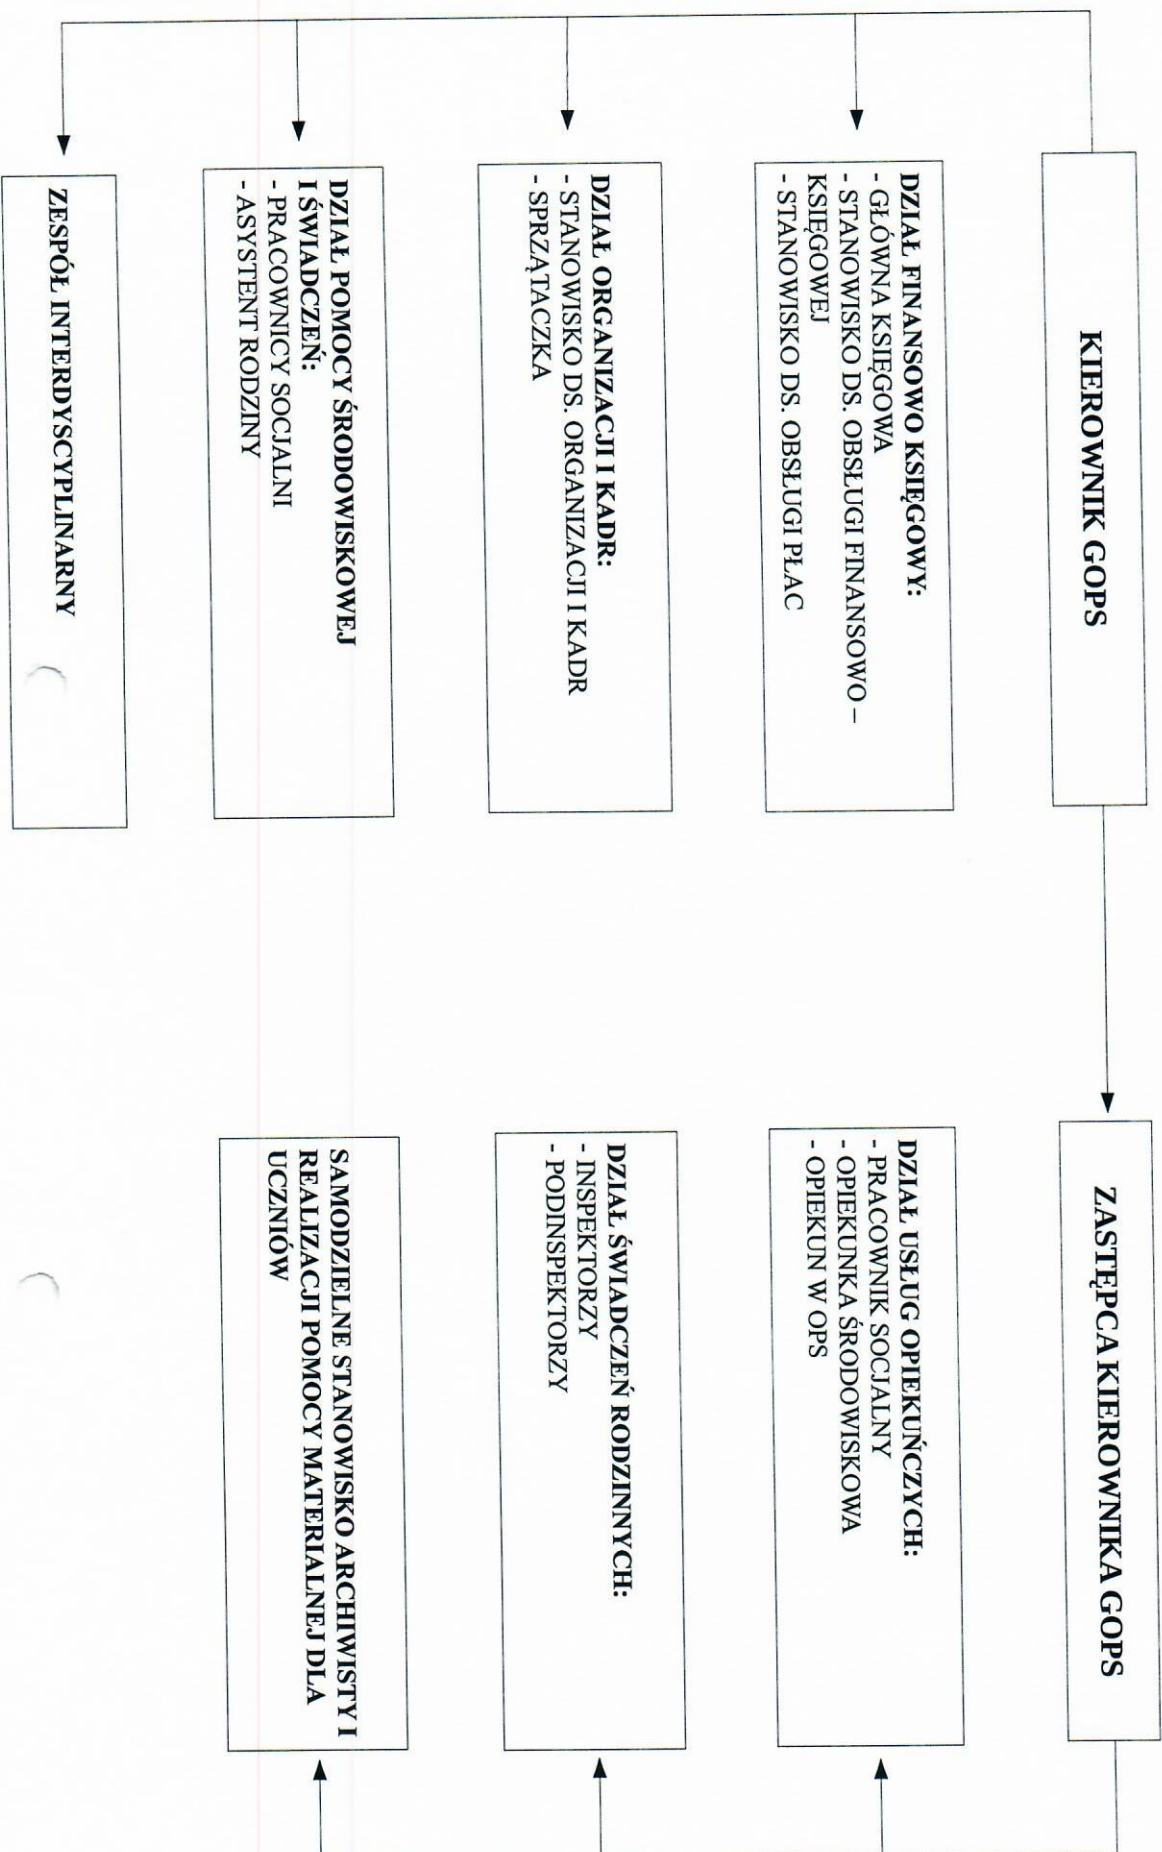 KIEROWNIK GOPS
DZIAŁ FINANSOWO KSIĘGOWY:
- GŁÓWNA KSIĘGOWA
- STANOWISKO DS. OBSŁUGI FINANSOWO –
KSIĘGOWEJ
- STANOWISKO DS. OBSŁUGI PŁAC
DZIAŁ ORGANIZACJI I KADR:
- STANOWISKO DS. ORGANIZACJI I KADR
- SPRZĄTACZKA
DZIAŁ POMOCY ŚRODOWISKOWEJ
I ŚWIADCZEŃ:
- PRACOWNICY SOCJALNI
- ASYSTENT RODZINY
ZESPÓŁ INTERDYSCYPLINARNY
ZASTĘPCA KIEROWNIKA GOPS
DZIAŁ USŁUG OPIEKUŃCZYCH:
- PRACOWNIK SOCJALNY
- OPIEKUNKA ŚRODOWISKOWA
- OPIEKUN W OPS
DZIAŁ ŚWIADCZEŃ RODZINNYCH:
- INSPEKTORZY
- PODINSPEKTORZY
SAMODZIELNE STANOWISKO ARCHIWISTY I
REALIZACJI POMOCY MATERIALNEJ DLA
UCZNIÓW